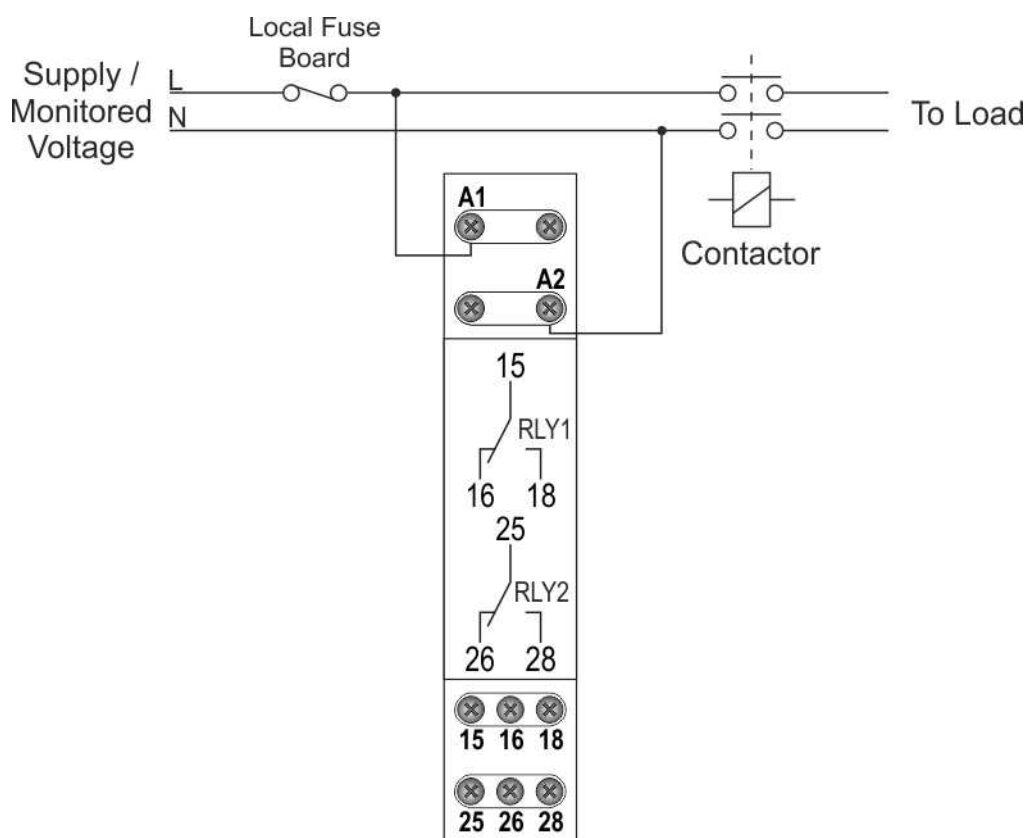 Local Fuse
Board
Supply /
Monitored
Voltage
L
N
To Load
Contactor
A1
A2
15
RLY1
16 18
25
RLY2
26 28
15 16 18
25 26 28